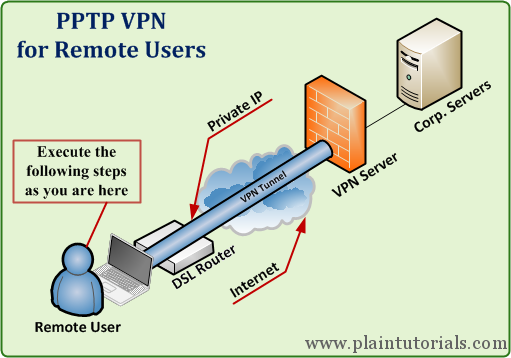 PPTP VPN
for Remote Users
Private IP
Corp. Servers
Execute the
following steps
as you are here
VPN Server
VPN Tunnel
DSL Router
Internet
Remote User
www.plaintutorials.com